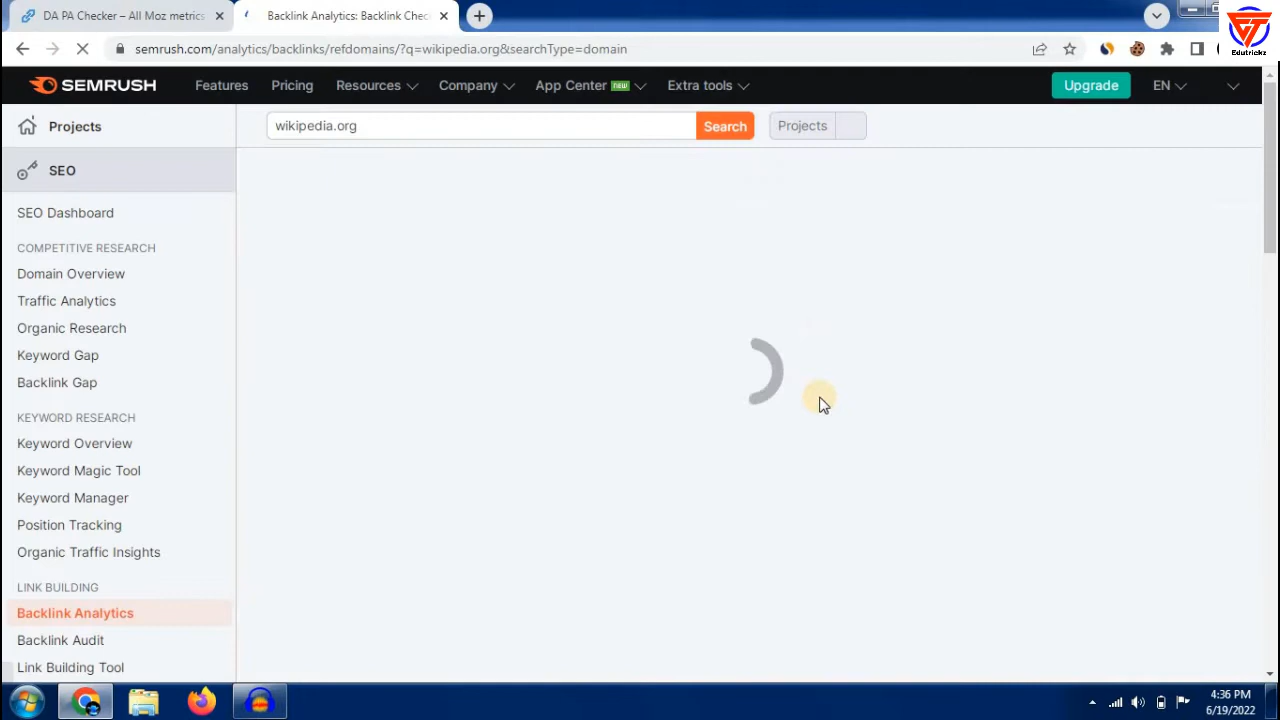 DA PA Checker – All Moz metrics
Backlink Analytics: Backlink Chec
Edutrickz
semrush.com/analytics/backlinks/refdomains/?q=wikipedia.org&searchType=domain
SEMRUSH
Features
Pricing
Resources
Company
App Center new
Extra tools
Upgrade
EN
Projects
wikipedia.org
Search
Projects
SEO
SEO Dashboard
COMPETITIVE RESEARCH
Domain Overview
Traffic Analytics
Organic Research
Keyword Gap
Backlink Gap
KEYWORD RESEARCH
Keyword Overview
Keyword Magic Tool
Keyword Manager
Position Tracking
Organic Traffic Insights
LINK BUILDING
Backlink Analytics
Backlink Audit
Link Building Tool
4:36 PM
6/19/2022